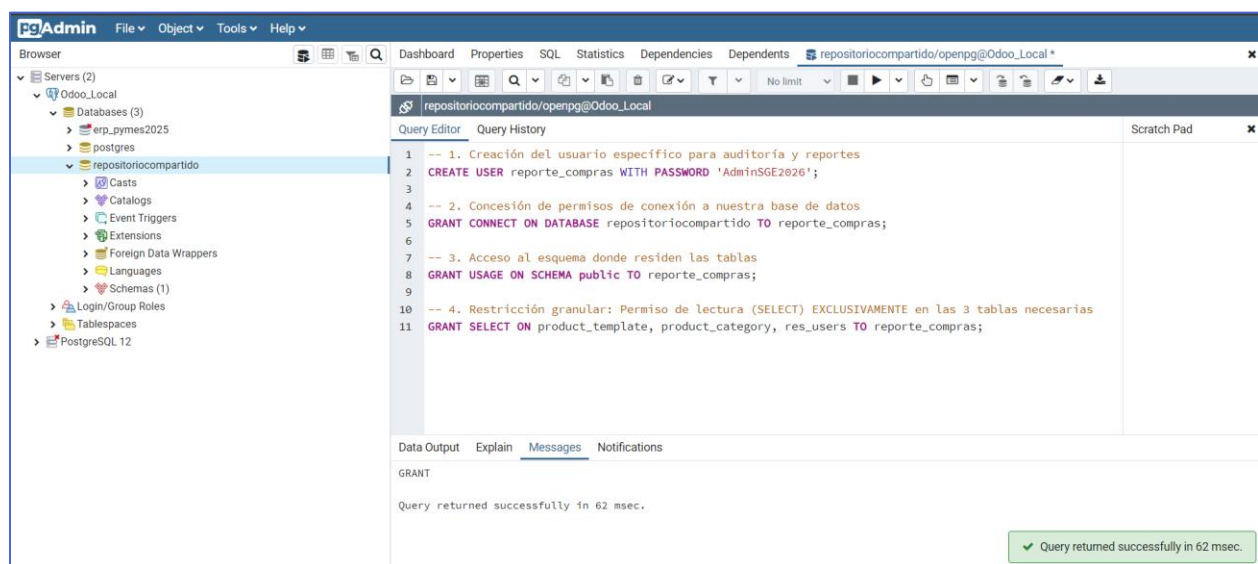 pgAdmin File Object Tools Help
Browser
Dashboard Properties SQL Statistics Dependencies Dependents repositoriocompartido/openpg@Odoo_Local *
Servers (2)
Odoo_Local
Databases (3)
erp_pymes2025
postgres
repositoriocompartido
Casts
Catalogs
Event Triggers
Extensions
Foreign Data Wrappers
Languages
Schemas (1)
Login/Group Roles
Tablespaces
PostgreSQL 12
No limit
repositoriocompartido/openpg@Odoo_Local
Query Editor Query History Scratch Pad
1 -- 1. Creación del usuario específico para auditoría y reportes
2 CREATE USER reporte_compras WITH PASSWORD 'AdminSGE2026';
3
4 -- 2. Concesión de permisos de conexión a nuestra base de datos
5 GRANT CONNECT ON DATABASE repositoriocompartido TO reporte_compras;
6
7 -- 3. Acceso al esquema donde residen las tablas
8 GRANT USAGE ON SCHEMA public TO reporte_compras;
9
10 -- 4. Restricción granular: Permiso de lectura (SELECT) EXCLUSIVAMENTE en las 3 tablas necesarias
11 GRANT SELECT ON product_template, product_category, res_users TO reporte_compras;
Data Output Explain Messages Notifications
GRANT
Query returned successfully in 62 msec.
Query returned successfully in 62 msec.